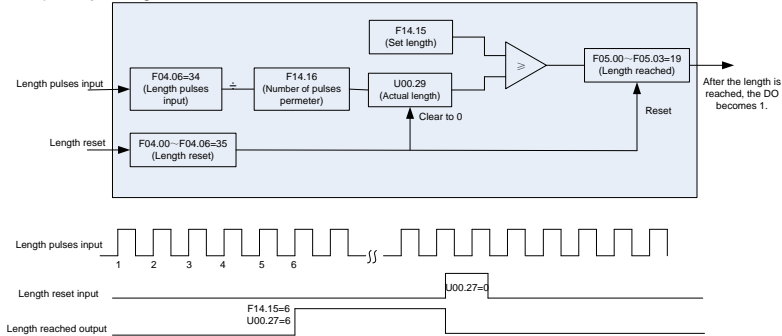 F14.15
(Set length)
Length pulses input
F04.06=34
(Length pulses
input)
÷
F14.16
(Number of pulses
permeter)
U00.29
(Actual length)
⩾
F05.00～F05.03=19
(Length reached)
After the length is
reached, the DO
becomes 1.
Clear to 0
Reset
Length reset
F04.00～F04.06=35
(Length reset)
Length pulses input
1 2 3 4 5 6
Length reset input
U00.27=0
F14.15=6
U00.27=6
Length reached output